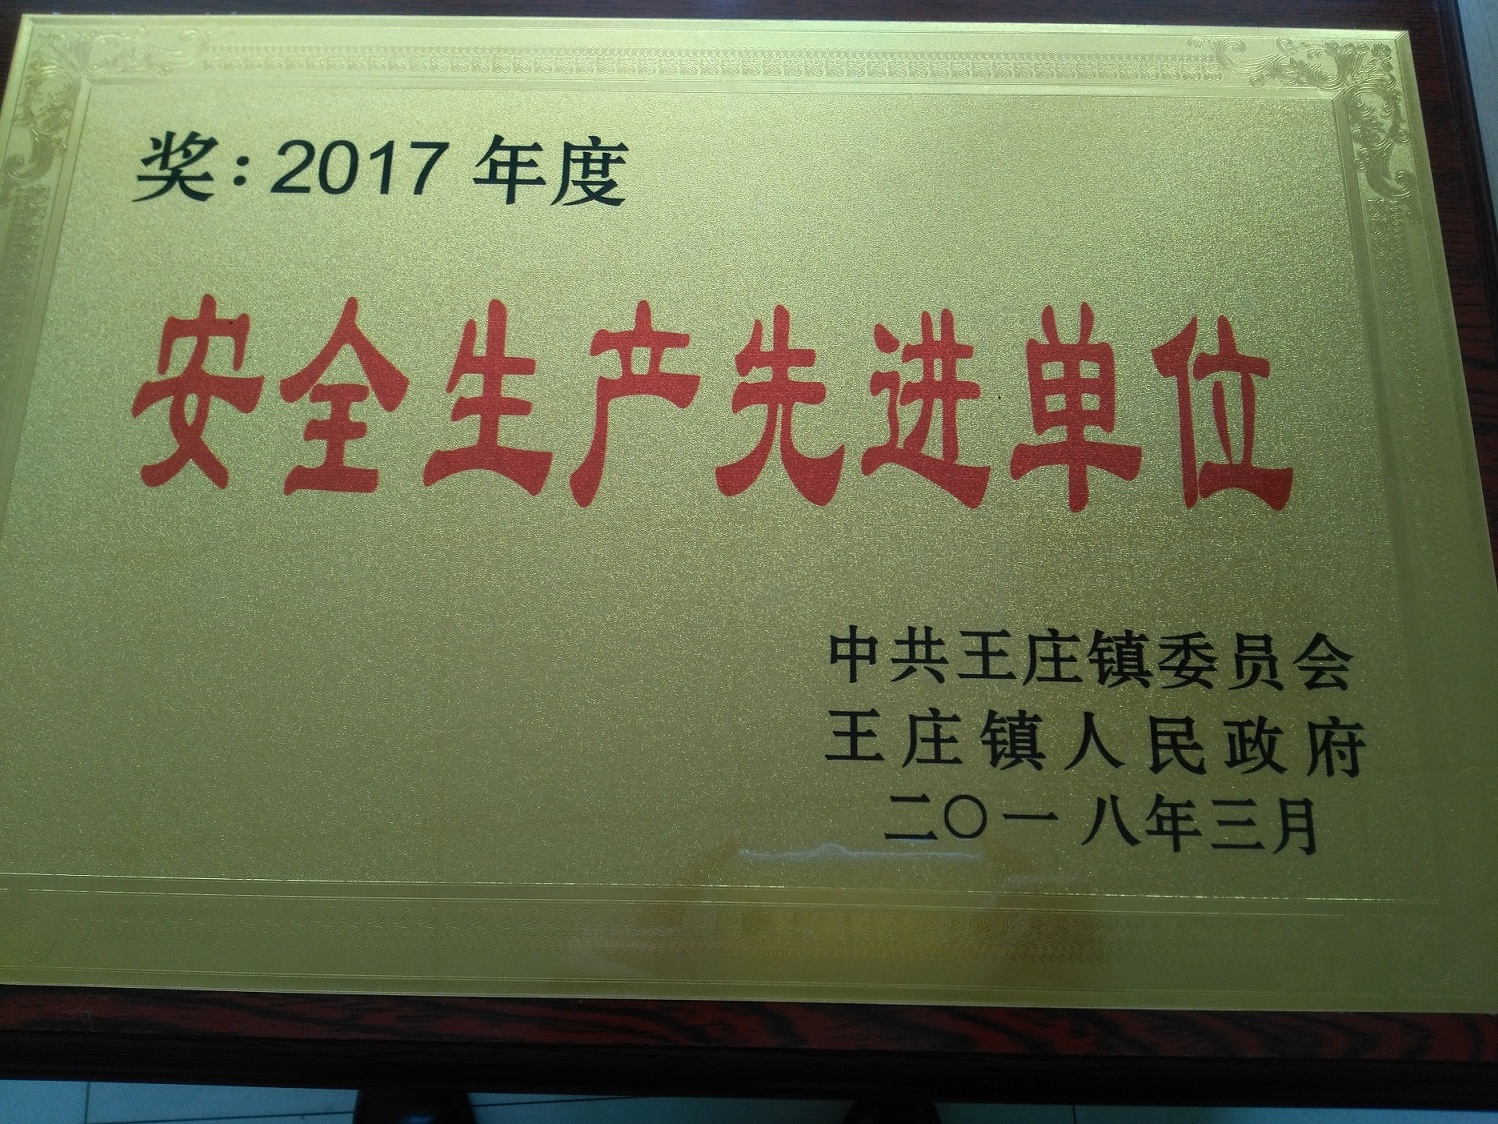 奖：2017 年度
安全生产先进单位
中共王庄镇委员会
王庄镇人民政府
二〇一八年三月